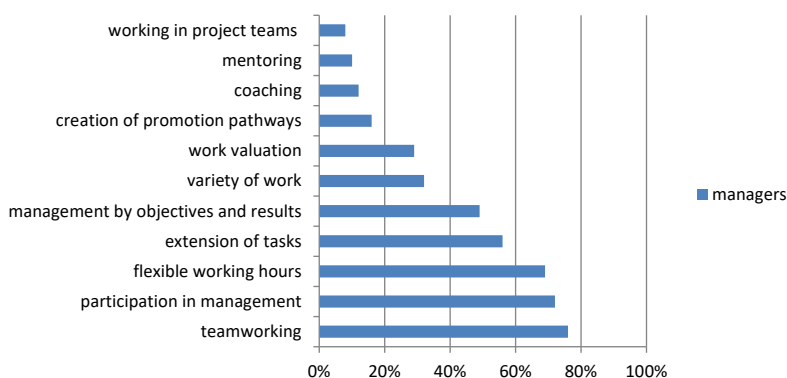 working in project teams
mentoring
coaching
creation of promotion pathways
work valuation
variety of work
management by objectives and results
extension of tasks
flexible working hours
participation in management
teamworking
0% 20% 40% 60% 80% 100%
managers